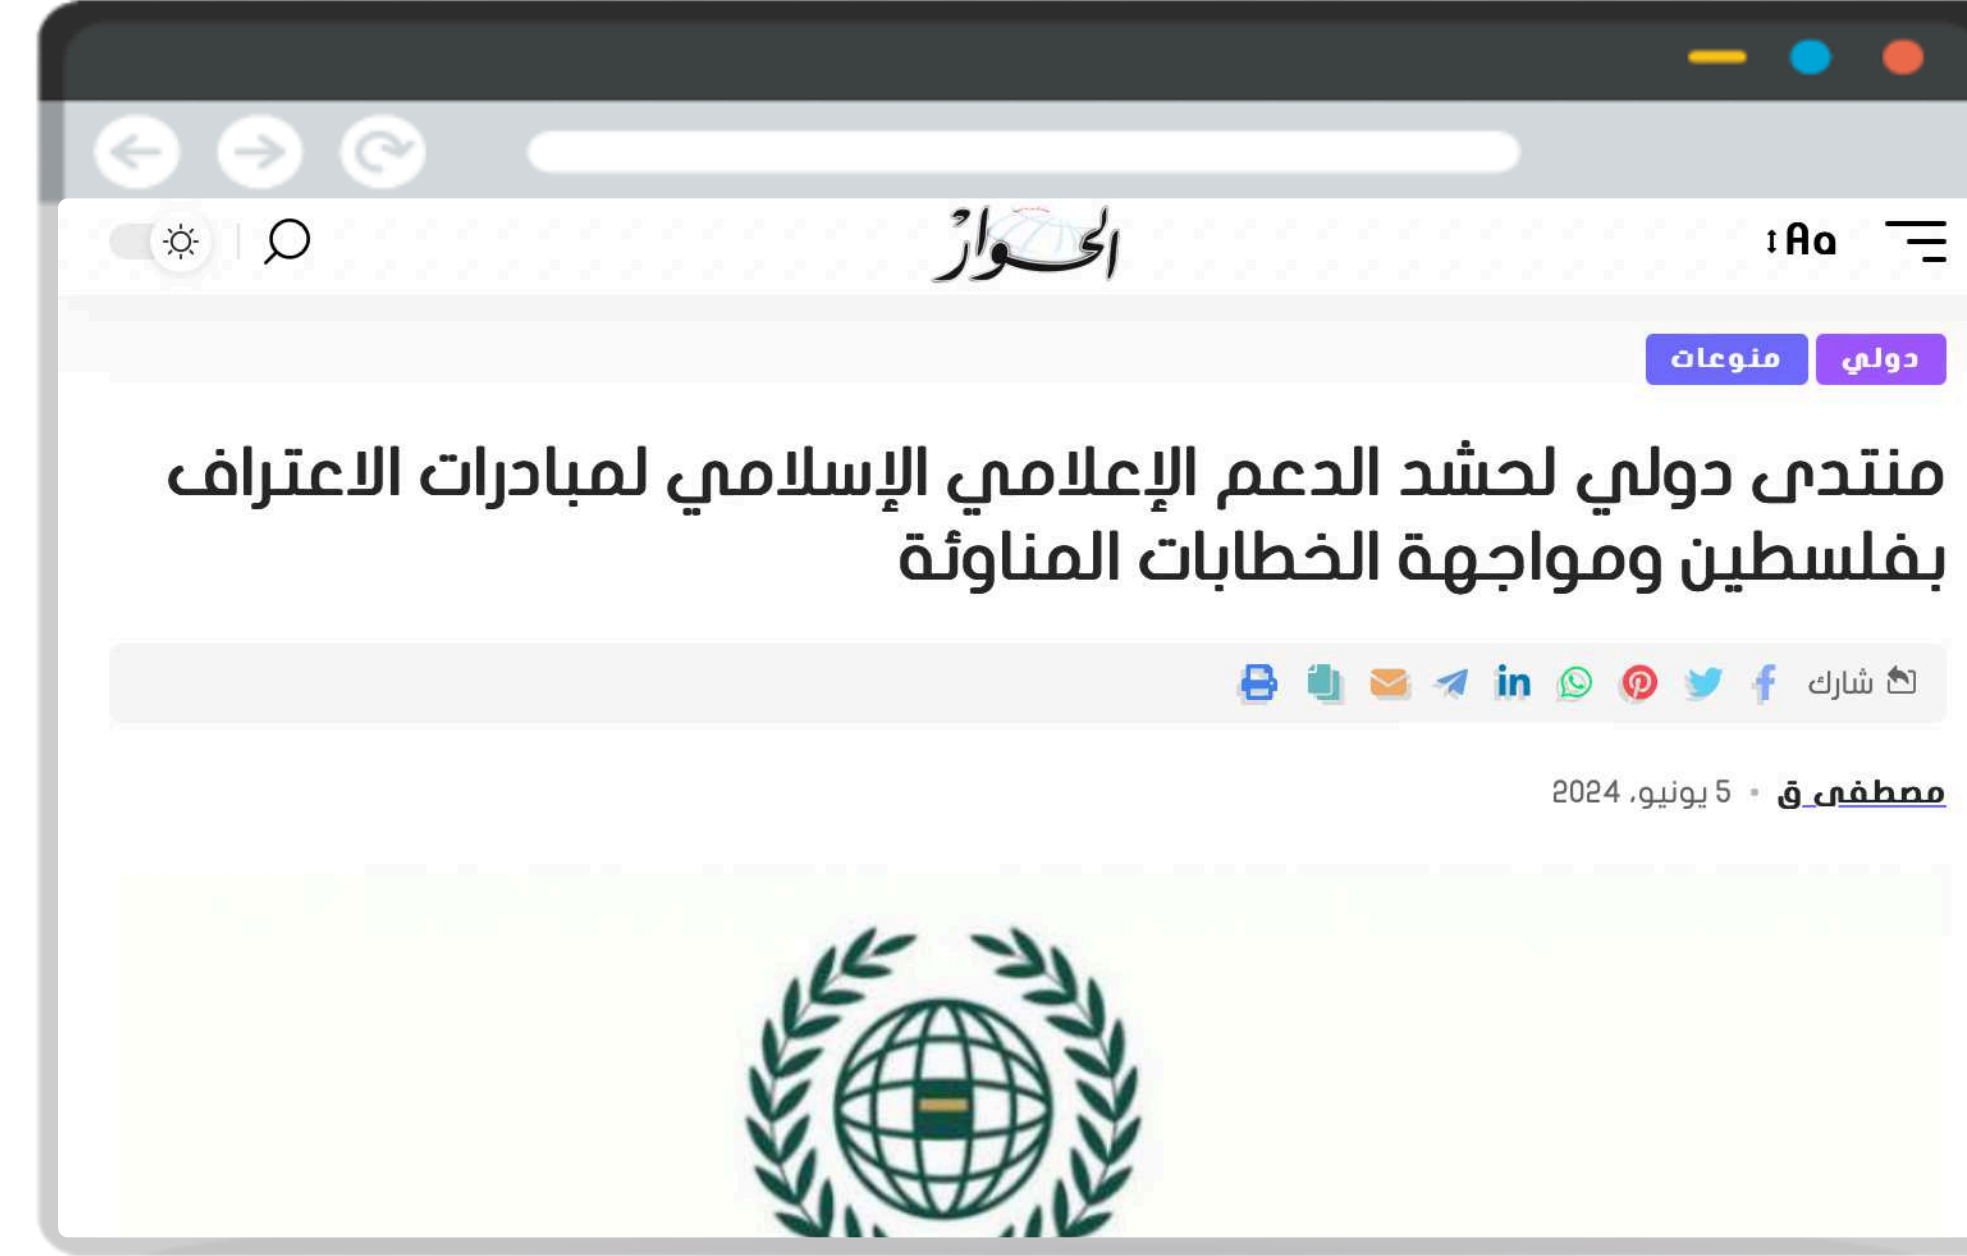 الحوار
Aa
دولي
منوعات
منتدى دولي لحشد الدعم الإعلامي الإسلامي لمبادرات الاعتراف
بفلسطين ومواجهة الخطابات المناوئة
شارك
مصطفى ق • 5 يونيو، 2024